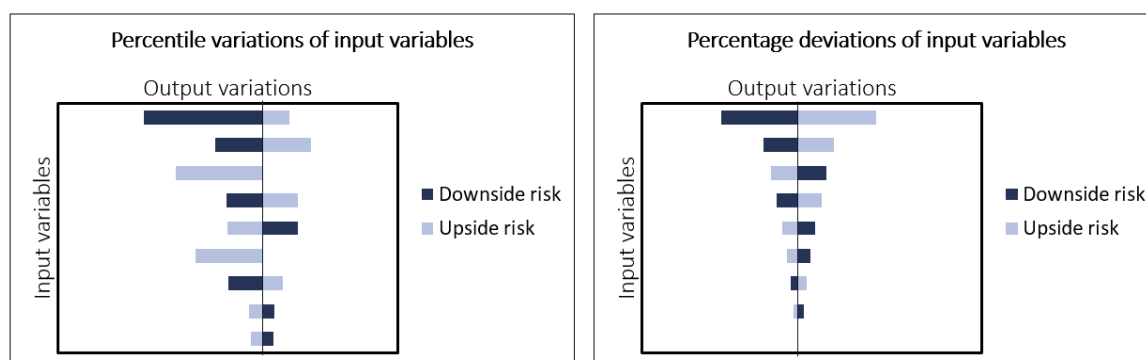 Percentile variations of input variables
Output variations
Input variables
Downside risk
Upside risk
Percentage deviations of input variables
Output variations
Input variables
Downside risk
Upside risk